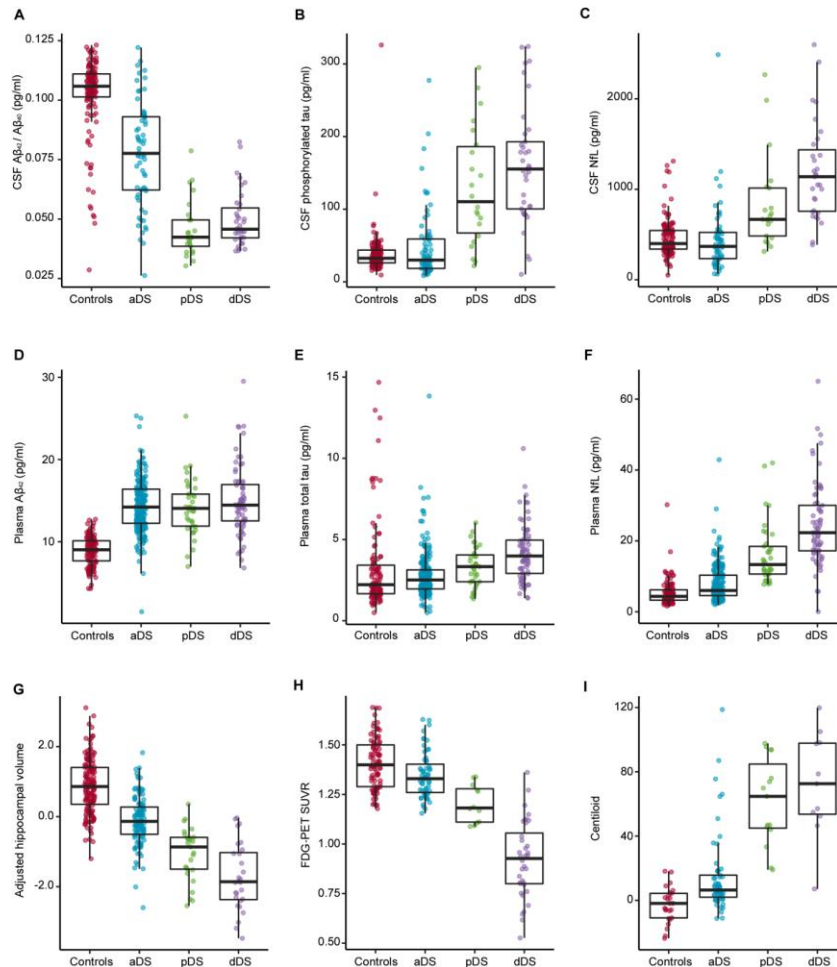 A
CSF Aβ₄₂/ Aβ₄₀ (pg/ml)
0.125
0.100
0.075
0.050
0.025
Controls aDS pDS dDS
B
CSF phosphorylated tau (pg/ml)
300
200
100
0
Controls aDS pDS dDS
C
CSF NfL (pg/ml)
2000
1000
0
Controls aDS pDS dDS
D
Plasma Aβ₄₂ (pg/ml)
30
20
10
Controls aDS pDS dDS
E
Plasma total tau (pg/ml)
15
10
5
0
Controls aDS pDS dDS
F
Plasma NfL (pg/ml)
60
40
20
0
Controls aDS pDS dDS
G
Adjusted hippocampal volume
2.0
0.0
-2.0
Controls aDS pDS dDS
H
FDG-PET SUVR
1.50
1.25
1.00
0.75
0.50
Controls aDS pDS dDS
I
Centiloid
120
80
40
0
Controls aDS pDS dDS